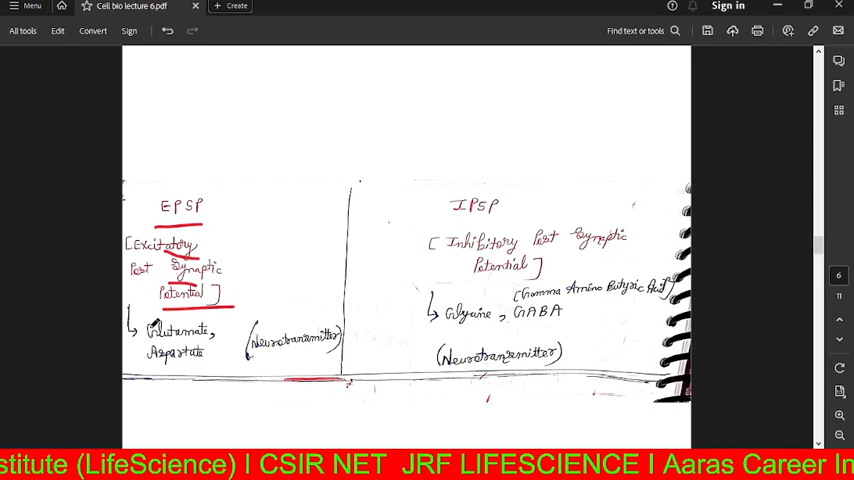 Menu
Cell bio lecture 6.pdf
Create
Sign in
All tools
Edit
Convert
Sign
Find text or tools
EPSP
[Excitatory
Post Synaptic
Potential]
Glutamate,
Aspartate
(Neurotransmitter)
IPSP
[Inhibitory Post Synaptic
Potential]
[Gamma Amino Butyric Acid]
Glycine, GABA
(Neurotransmitter)
6
11
stitute (LifeScience) I CSIR NET JRF LIFESCIENCE I Aaras Career In